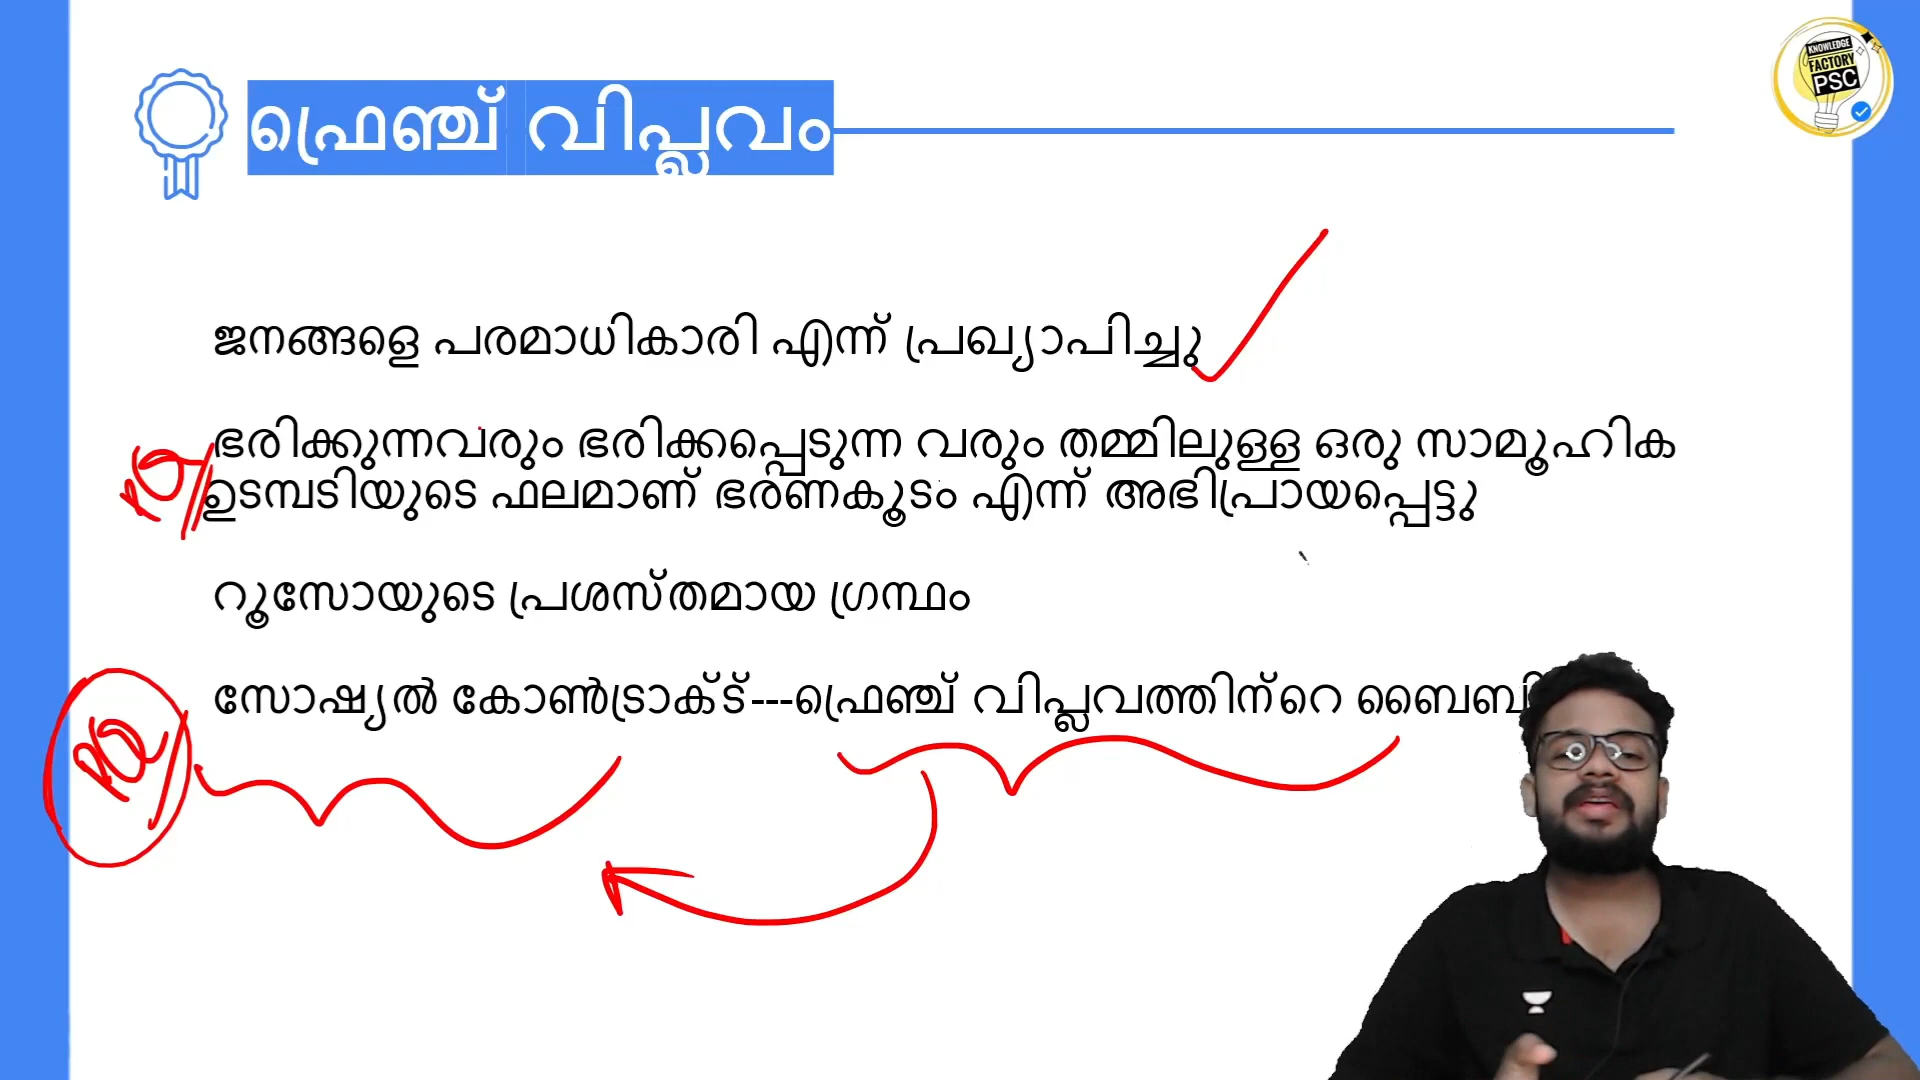 ഫ്രെഞ്ച് വിപ്ലവം
KNOWLEDGE
FACTORY
PSC
ജനങ്ങളെ പരമാധികാരി എന്ന് പ്രഖ്യാപിച്ചു
ഭരിക്കുന്നവരും ഭരിക്കപ്പെടുന്ന വരും തമ്മിലുള്ള ഒരു സാമൂഹിക
ഉടമ്പടിയുടെ ഫലമാണ് ഭരണകൂടം എന്ന് അഭിപ്രായപ്പെട്ടു
റൂസോയുടെ പ്രശസ്തമായ ഗ്രന്ഥം
സോഷ്യൽ കോൺട്രാക്ട്---ഫ്രെഞ്ച് വിപ്ലവത്തിന്റെ